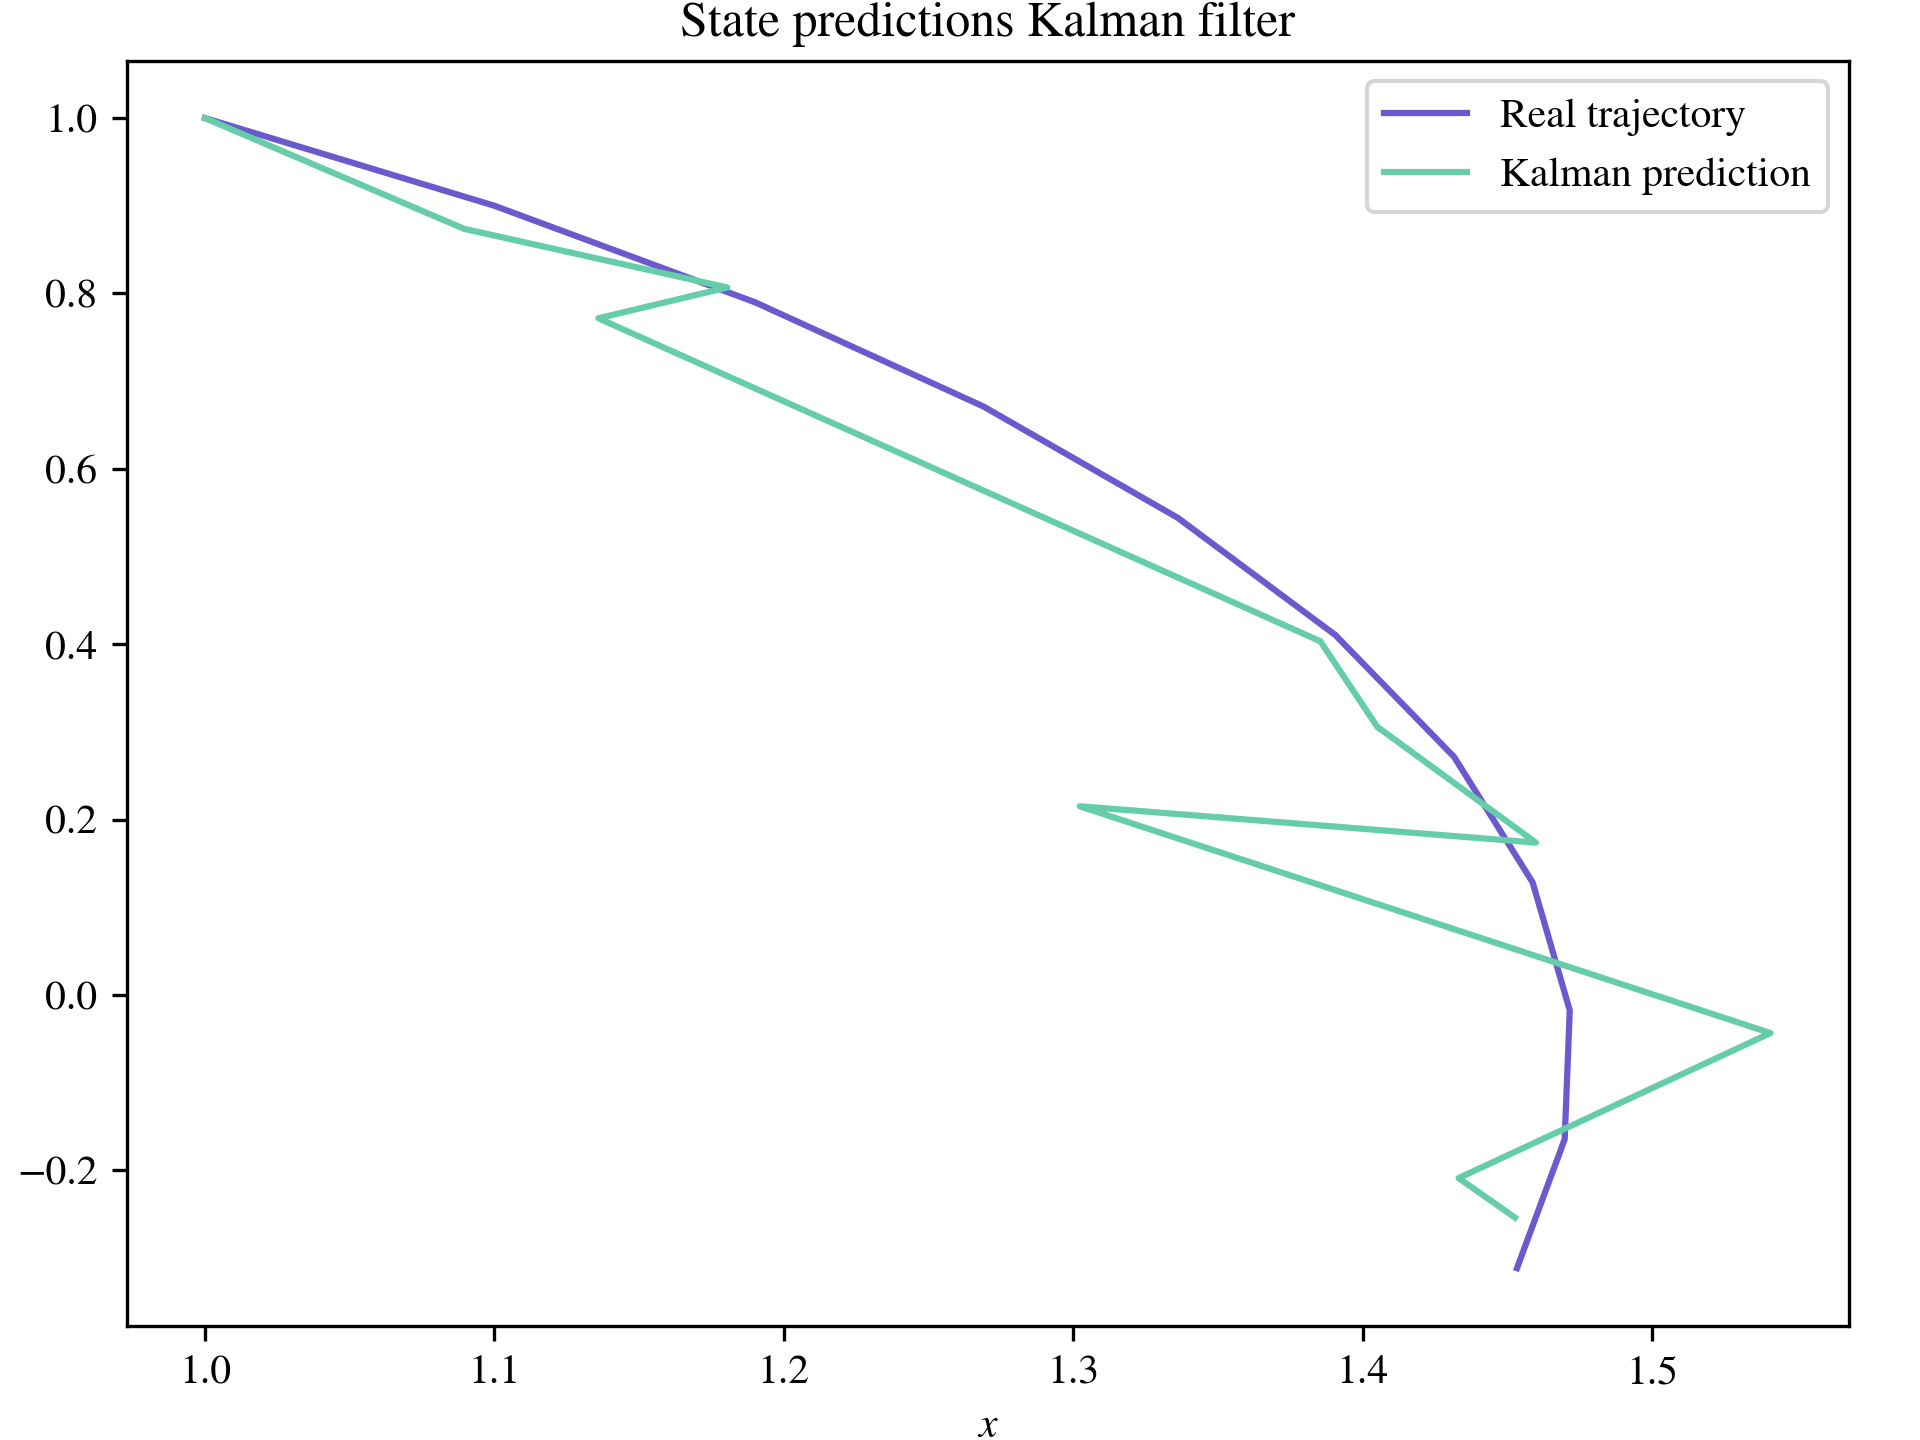 State predictions Kalman filter
Real trajectory
Kalman prediction
1.0
0.8
0.6
0.4
0.2
0.0
−0.2
1.0 1.1 1.2 1.3 1.4 1.5
x